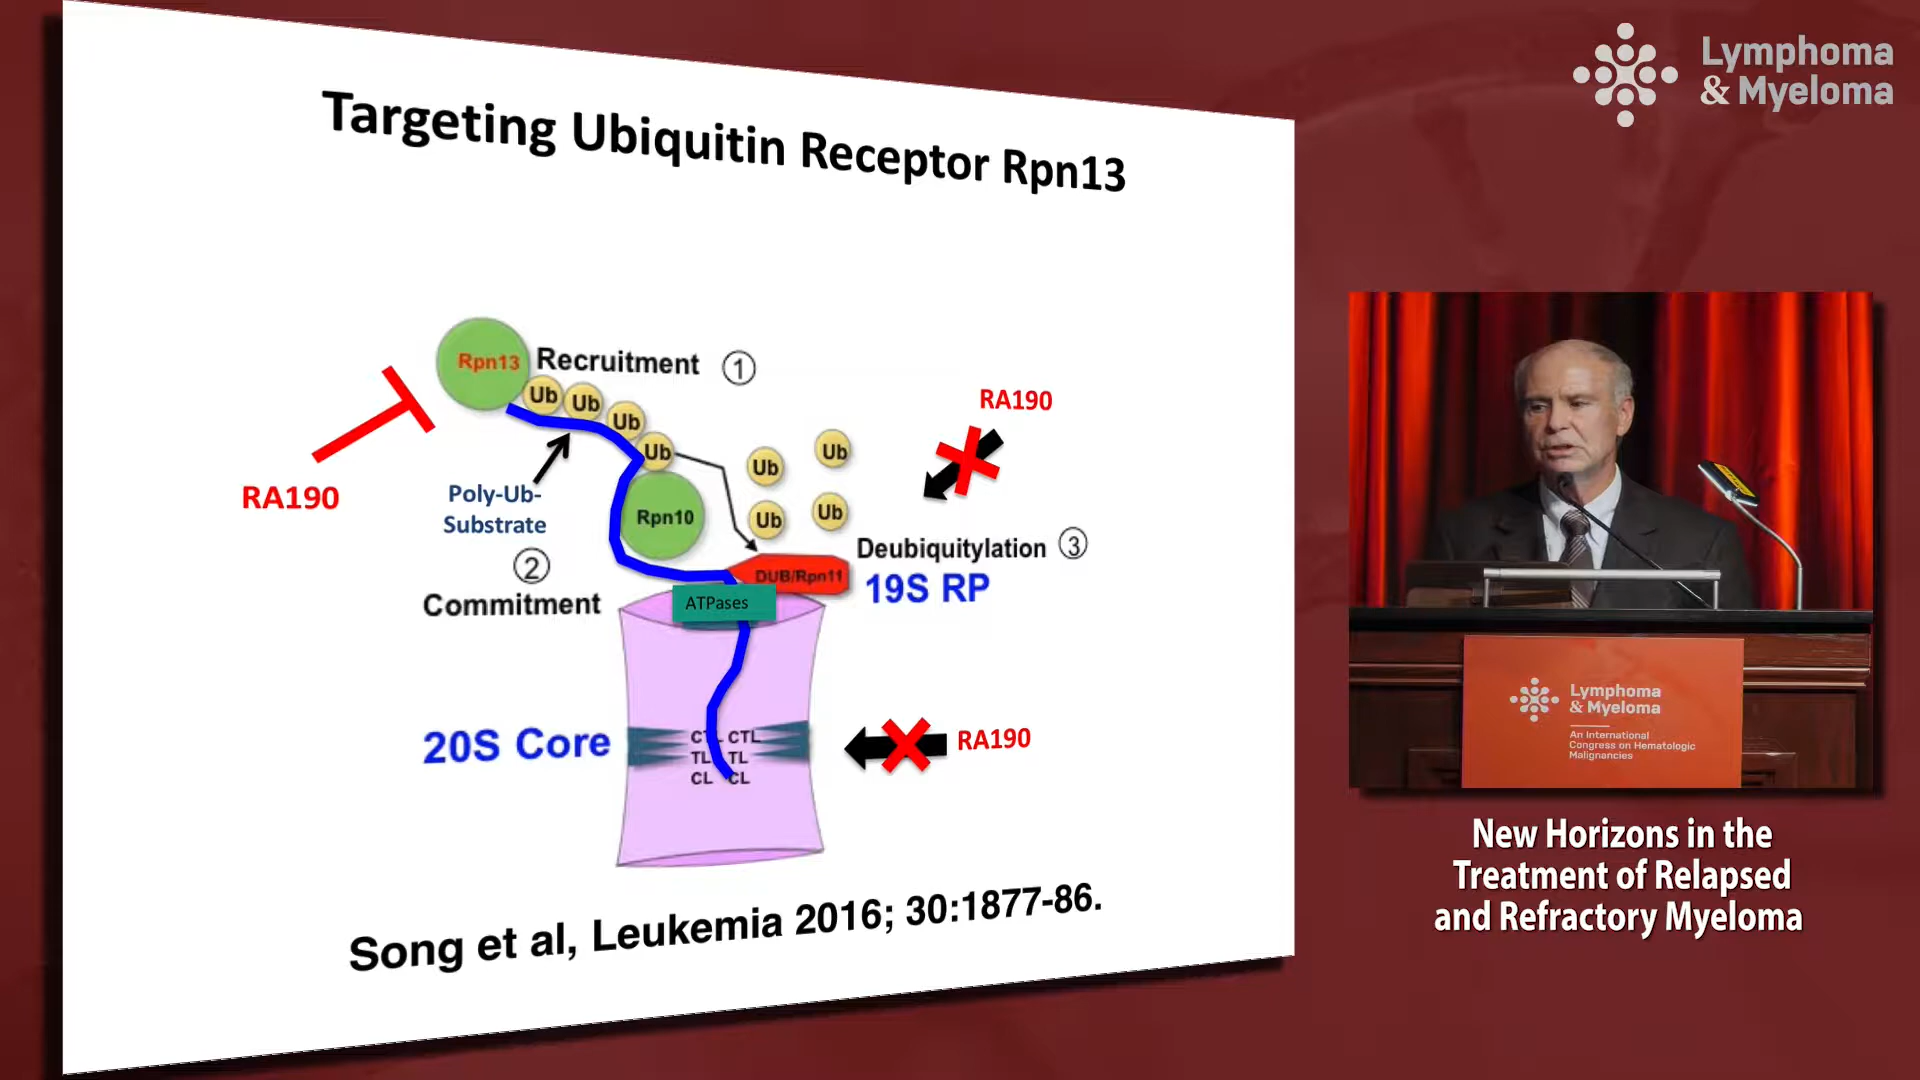 Targeting Ubiquitin Receptor Rpn13
Rpn13
Recruitment
1
Ub
Ub
Ub
Ub
Ub
Ub
Ub
Ub
RA190
RA190
Poly-Ub-
Substrate
Rpn10
2
Commitment
Deubiquitylation
3
DUB/Rpn11
19S RP
ATPases
20S Core
CTL
CTL
TL
TL
CL
CL
RA190
Song et al, Leukemia 2016; 30:1877-86.
Lymphoma
& Myeloma
Lymphoma
& Myeloma
An International
Congress on Hematologic
Malignancies
New Horizons in the
Treatment of Relapsed
and Refractory Myeloma